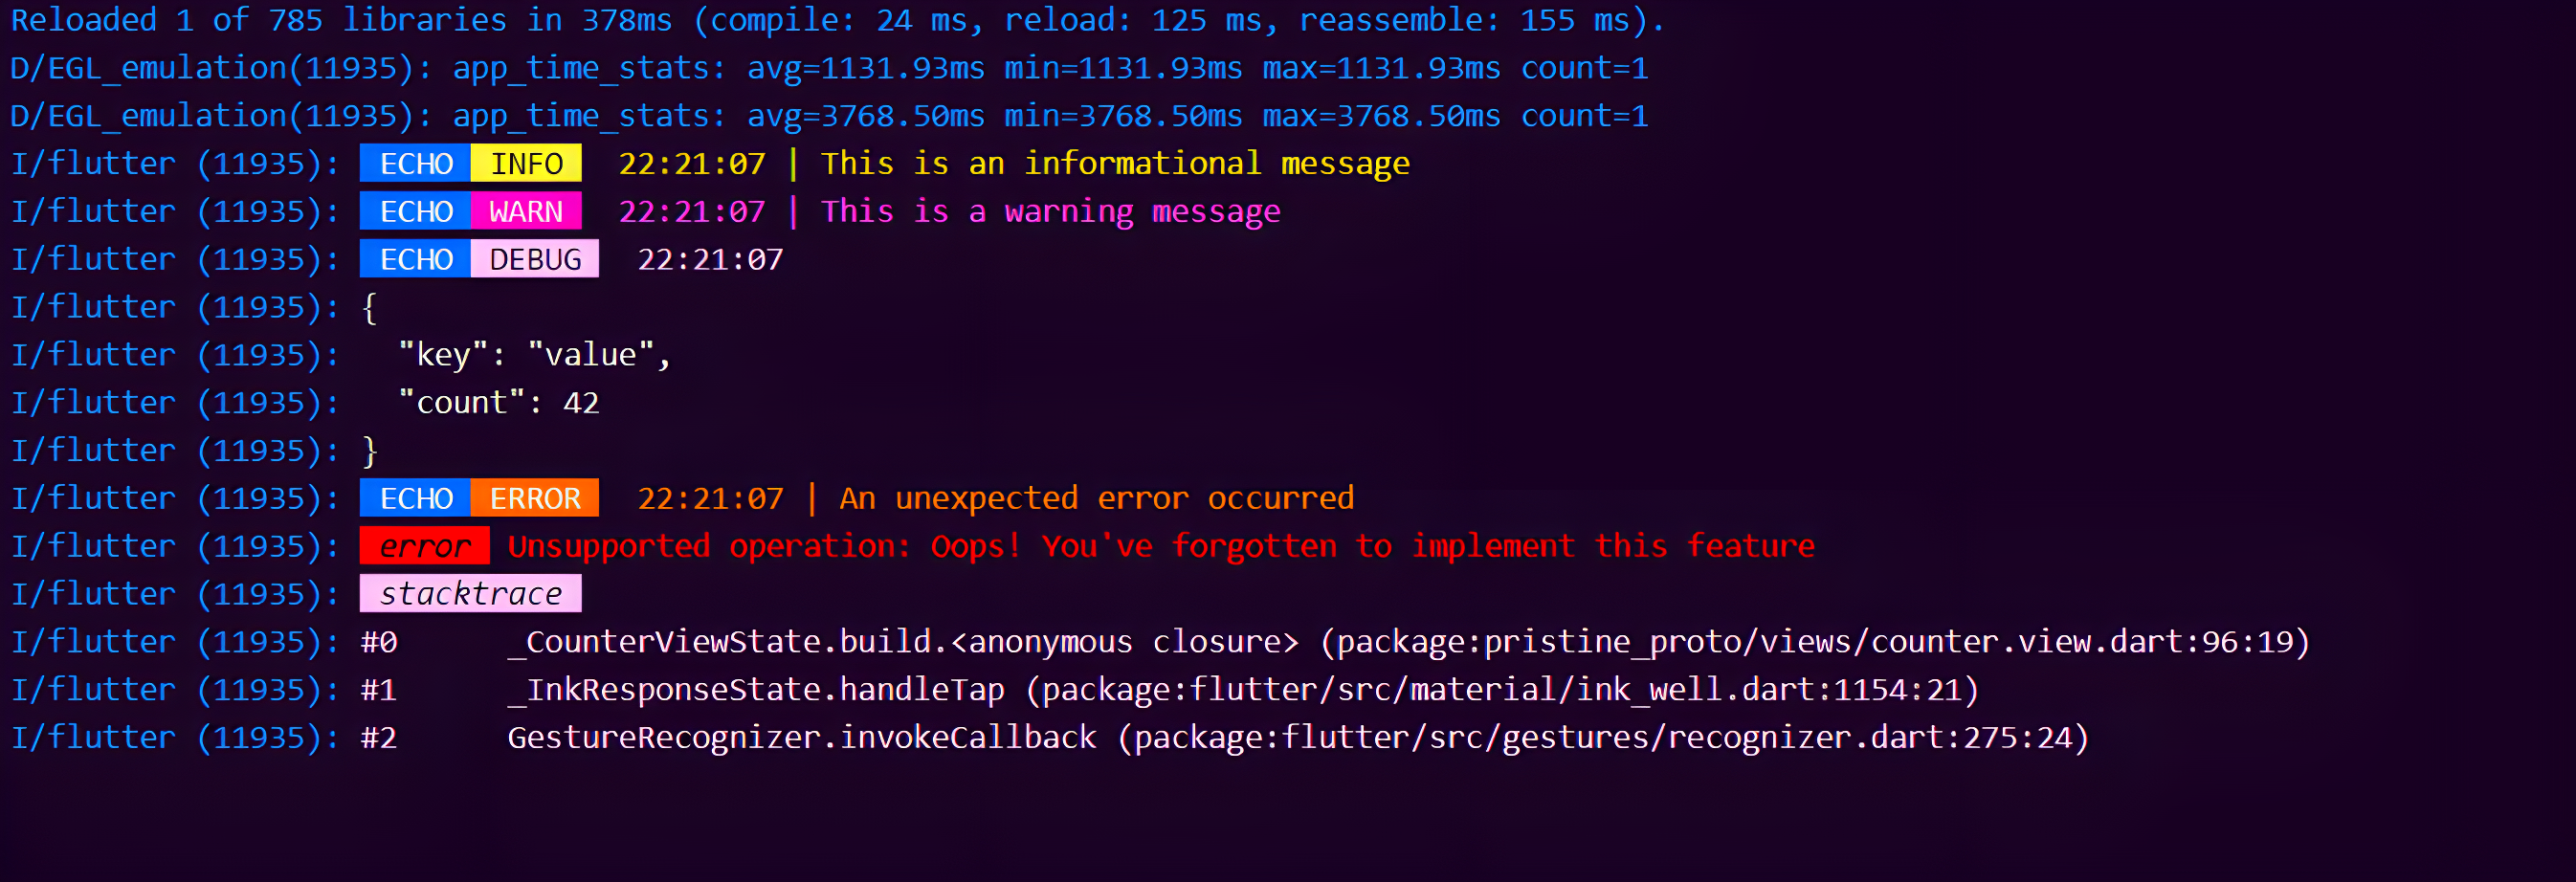 Reloaded 1 of 785 libraries in 378ms (compile: 24 ms, reload: 125 ms, reassemble: 155 ms).
D/EGL_emulation(11935): app_time_stats: avg=1131.93ms min=1131.93ms max=1131.93ms count=1
D/EGL_emulation(11935): app_time_stats: avg=3768.50ms min=3768.50ms max=3768.50ms count=1
I/flutter (11935):  ECHO  INFO   22:21:07 | This is an informational message
I/flutter (11935):  ECHO  WARN   22:21:07 | This is a warning message
I/flutter (11935):  ECHO  DEBUG   22:21:07
I/flutter (11935): {
I/flutter (11935):   "key": "value",
I/flutter (11935):   "count": 42
I/flutter (11935): }
I/flutter (11935):  ECHO  ERROR   22:21:07 | An unexpected error occurred
I/flutter (11935):  error  Unsupported operation: Oops! You've forgotten to implement this feature
I/flutter (11935):  stacktrace
I/flutter (11935): #0      _CounterViewState.build.<anonymous closure> (package:pristine_proto/views/counter.view.dart:96:19)
I/flutter (11935): #1      _InkResponseState.handleTap (package:flutter/src/material/ink_well.dart:1154:21)
I/flutter (11935): #2      GestureRecognizer.invokeCallback (package:flutter/src/gestures/recognizer.dart:275:24)